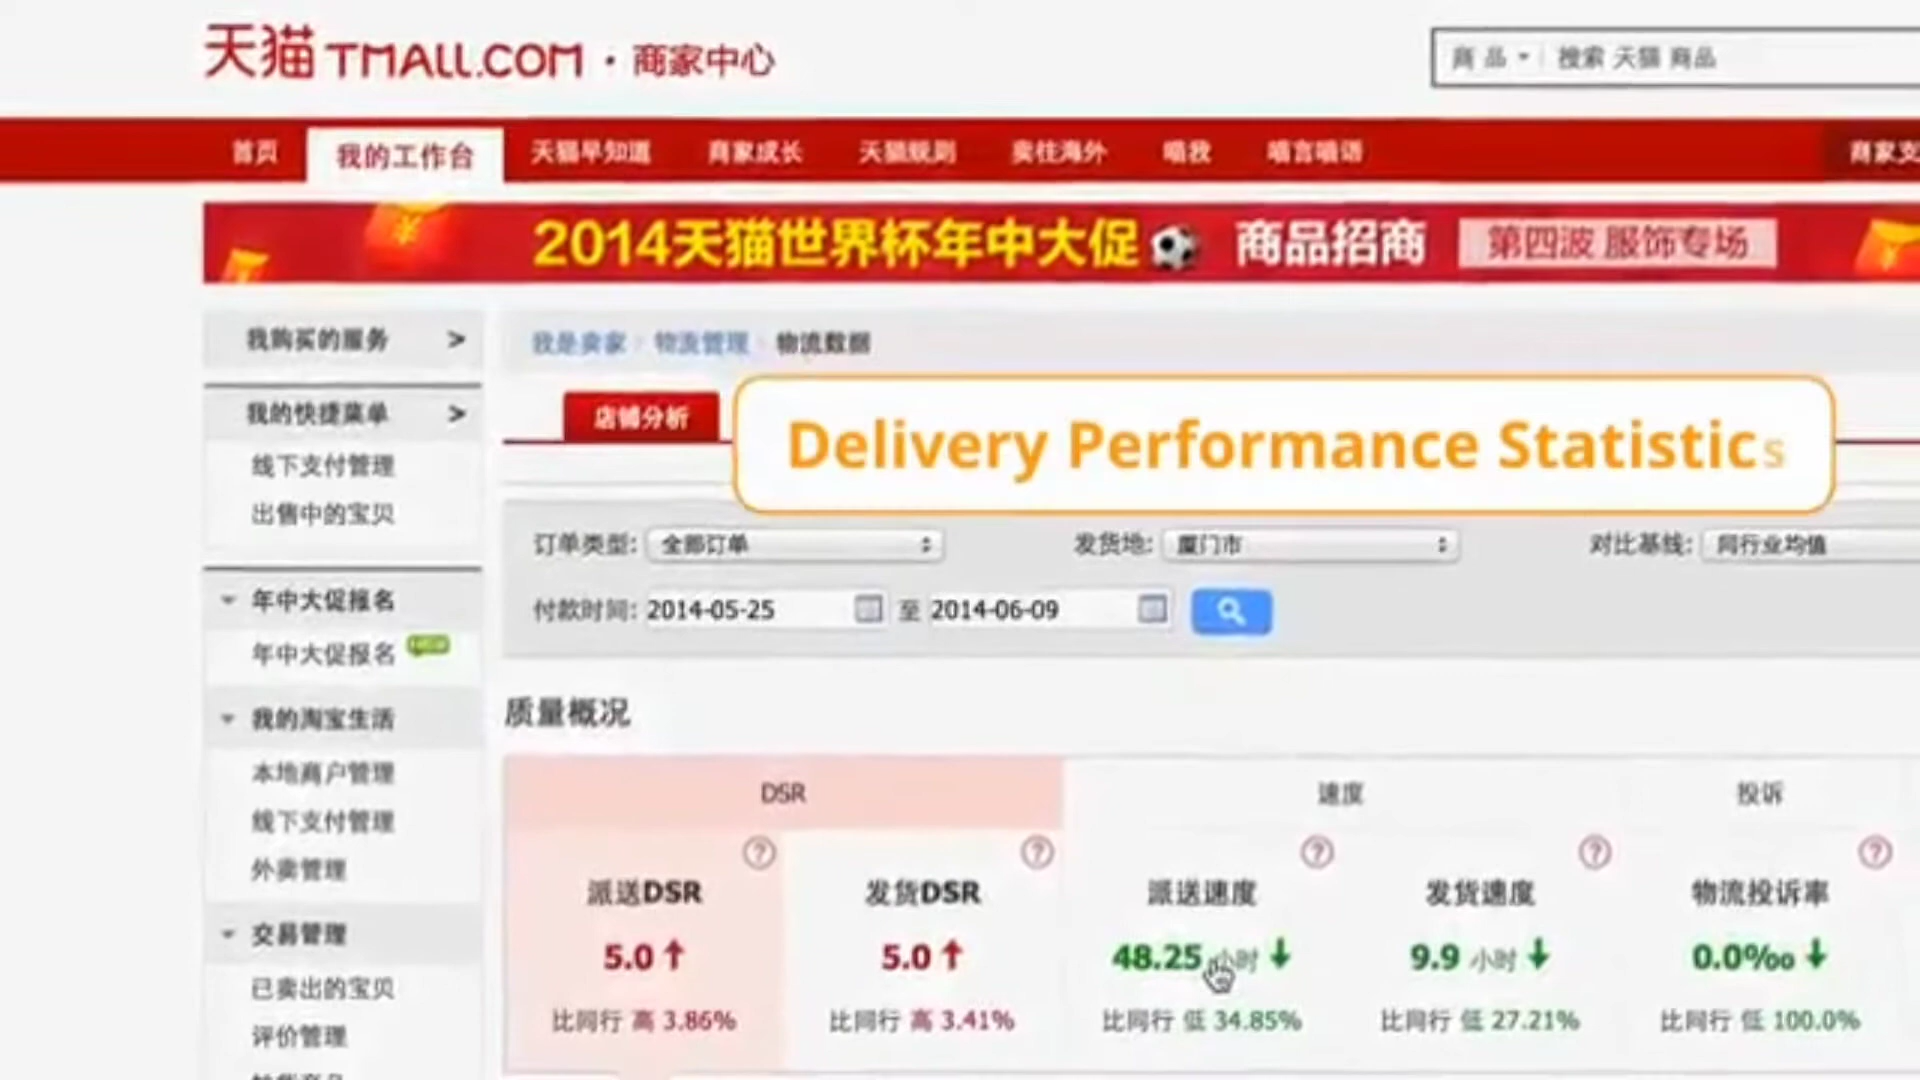 天猫 TMALL.COM · 商家中心
商品 搜索 天猫 商品
首页 我的工作台 天猫早知道 商家成长 天猫规则 卖往海外 喵我 喵言喵语 商家支
2014天猫世界杯年中大促 商品招商 第四波 服饰专场
我购买的服务 >
我是卖家 物流管理 物流数据
我的快捷菜单 >
店铺分析
Delivery Performance Statistics
线下支付管理
出售中的宝贝
订单类型: 全部订单 发货地: 厦门市 对比基线: 同行业均值
付款时间: 2014-05-25 至 2014-06-09
年中大促报名
年中大促报名
质量概况
我的淘宝生活
本地商户管理
线下支付管理
外卖管理
交易管理
已卖出的宝贝
评价管理
DSR 速度 投诉
? ? ? ? ?
派送DSR 发货DSR 派送速度 发货速度 物流投诉率
5.0↑ 5.0↑ 48.25 小时↓ 9.9 小时↓ 0.0‰↓
比同行 高 3.86% 比同行 高 3.41% 比同行 低 34.85% 比同行 低 27.21% 比同行 低 100.0%